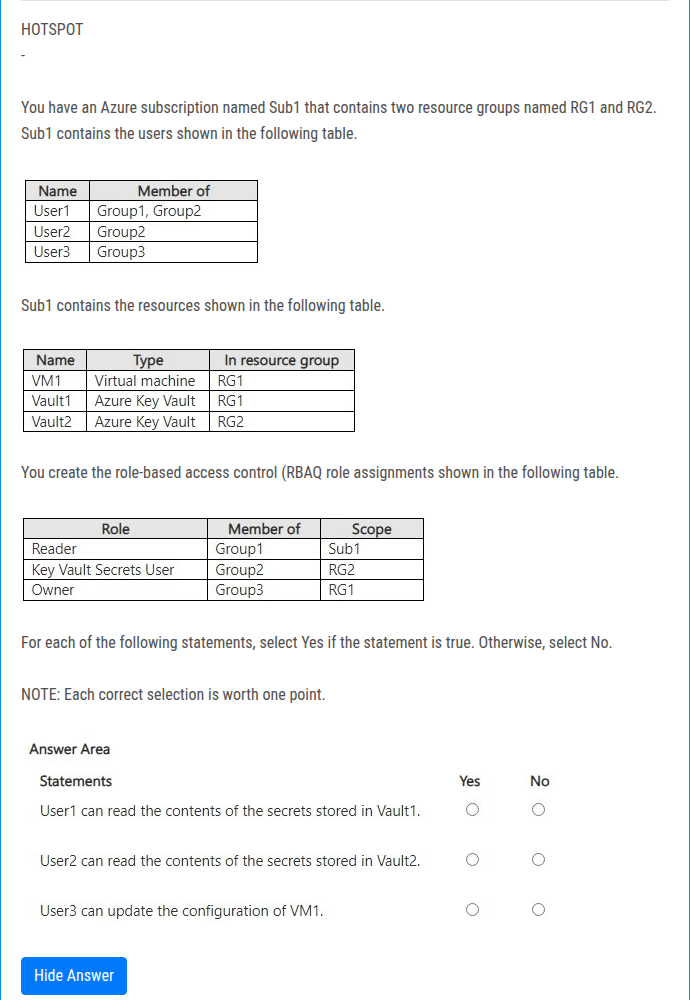 HOTSPOT
-
You have an Azure subscription named Sub1 that contains two resource groups named RG1 and RG2.
Sub1 contains the users shown in the following table.
Name Member of
User1 Group1, Group2
User2 Group2
User3 Group3
Sub1 contains the resources shown in the following table.
Name Type In resource group
VM1 Virtual machine RG1
Vault1 Azure Key Vault RG1
Vault2 Azure Key Vault RG2
You create the role-based access control (RBAQ role assignments shown in the following table.
Role Member of Scope
Reader Group1 Sub1
Key Vault Secrets User Group2 RG2
Owner Group3 RG1
For each of the following statements, select Yes if the statement is true. Otherwise, select No.
NOTE: Each correct selection is worth one point.
Answer Area
Statements Yes No
User1 can read the contents of the secrets stored in Vault1.
User2 can read the contents of the secrets stored in Vault2.
User3 can update the configuration of VM1.
Hide Answer